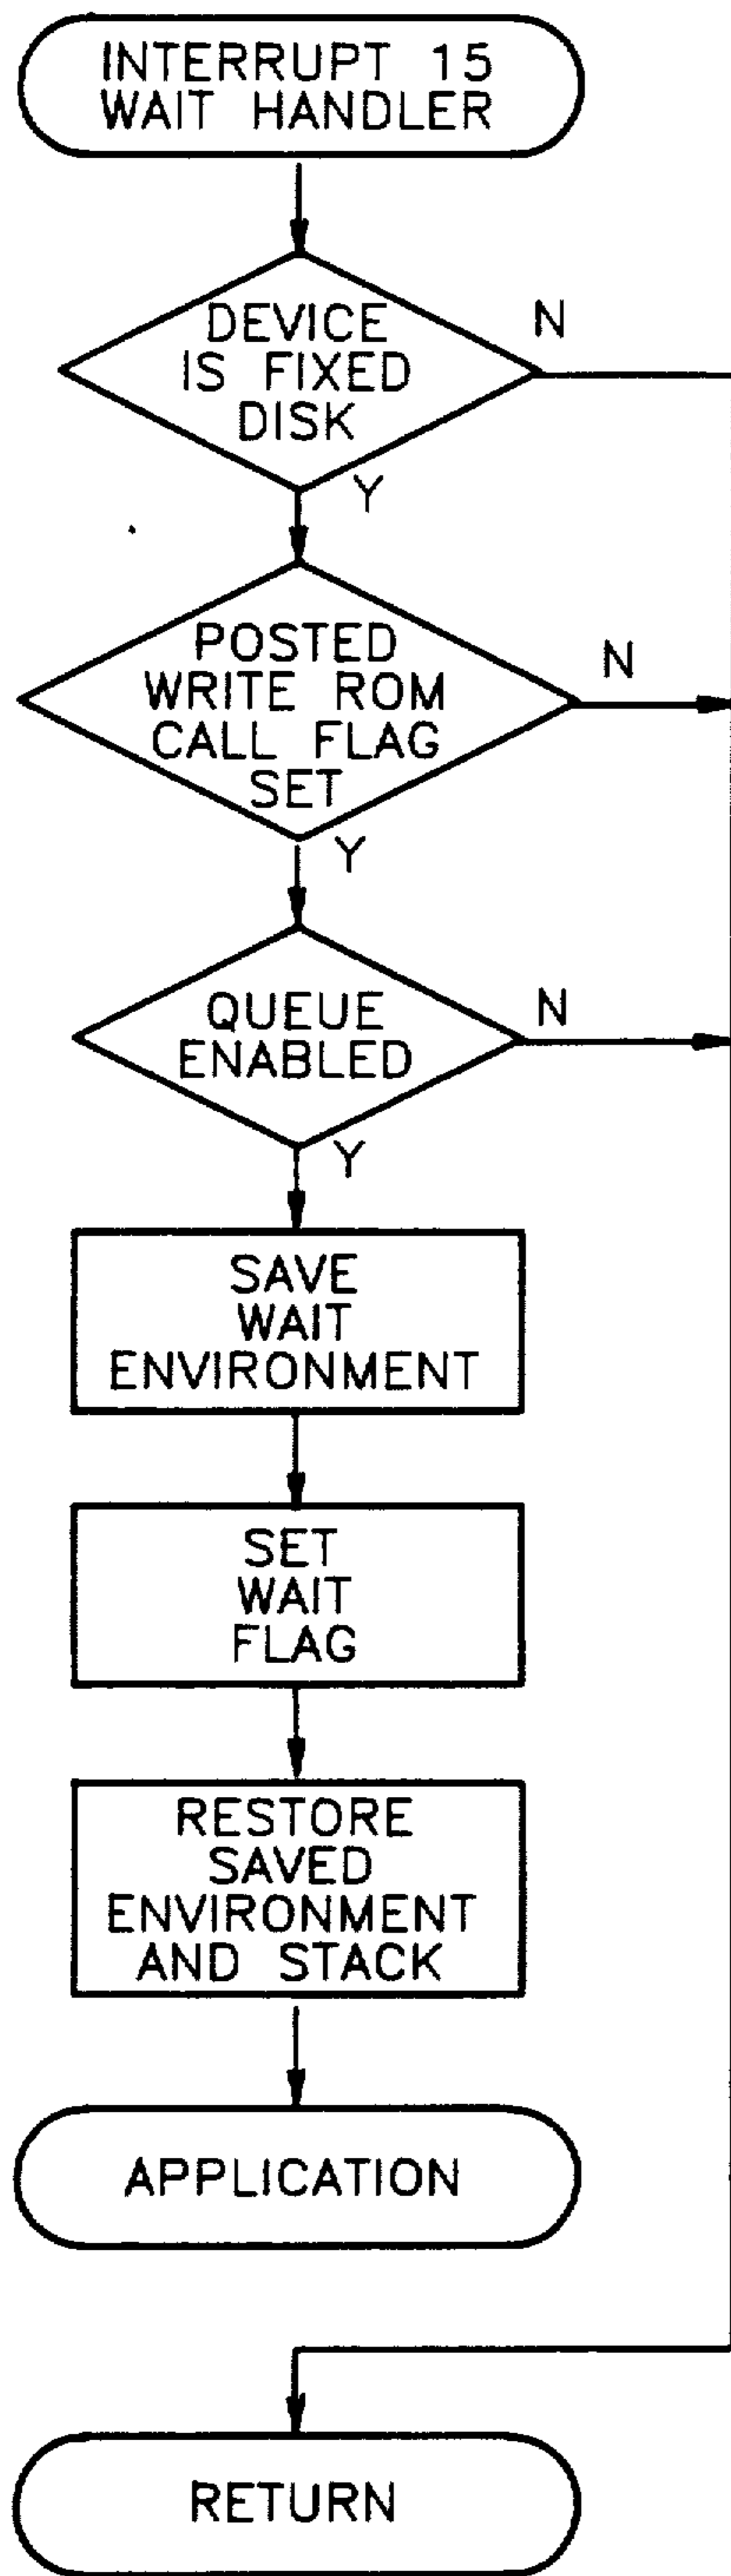 INTERRUPT 15
WAIT HANDLER
DEVICE
IS FIXED
DISK
N
Y
POSTED
WRITE ROM
CALL FLAG
SET
N
Y
QUEUE
ENABLED
N
Y
SAVE
WAIT
ENVIRONMENT
SET
WAIT
FLAG
RESTORE
SAVED
ENVIRONMENT
AND STACK
APPLICATION
RETURN